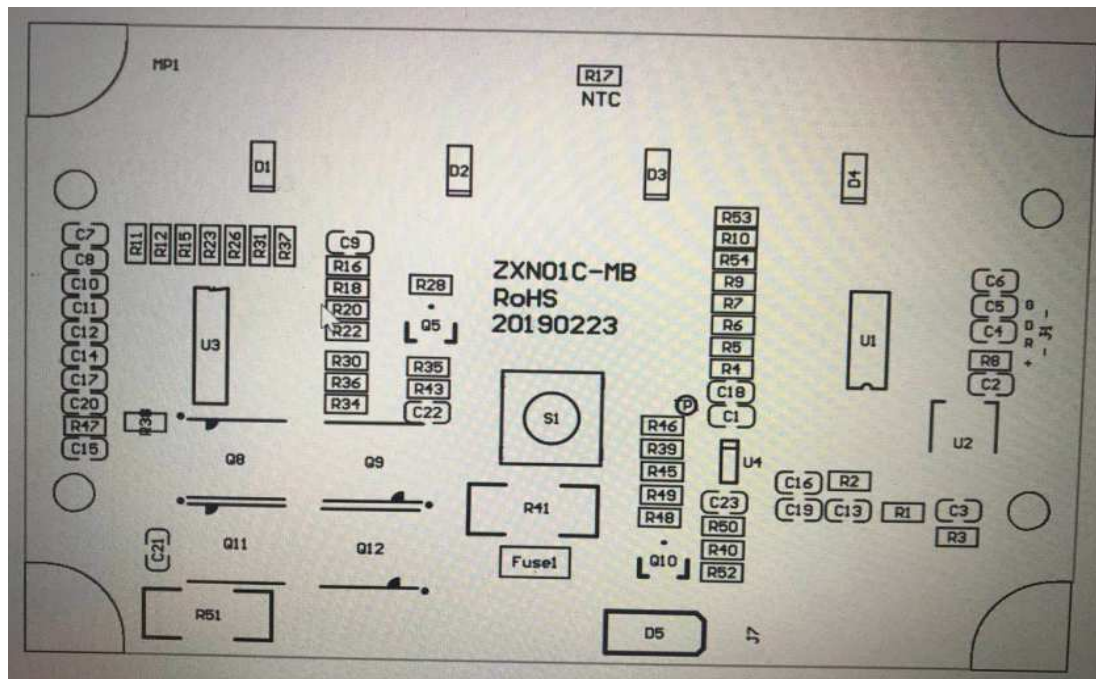 MP1
R17
NTC
D1
D2
D3
D4
C7
C8
C10
C11
C12
C14
C17
C20
R47
C15
R11
R12
R15
R23
R26
R31
R37
U3
R38
C9
R16
R18
R20
R22
R30
R36
R34
R28
Q5
R35
R43
C22
ZXN01C-MB
RoHS
20190223
S1
R41
Fuse1
Q8
Q9
Q11
Q12
C21
R51
R53
R10
R54
R9
R7
R6
R5
R4
C18
C1
P
R46
R39
R45
R49
R48
Q10
U4
C23
R50
R40
R52
D5
J7
U1
C6
C5
C4
R8
C2
U2
C16
R2
C19
C13
R1
C3
R3